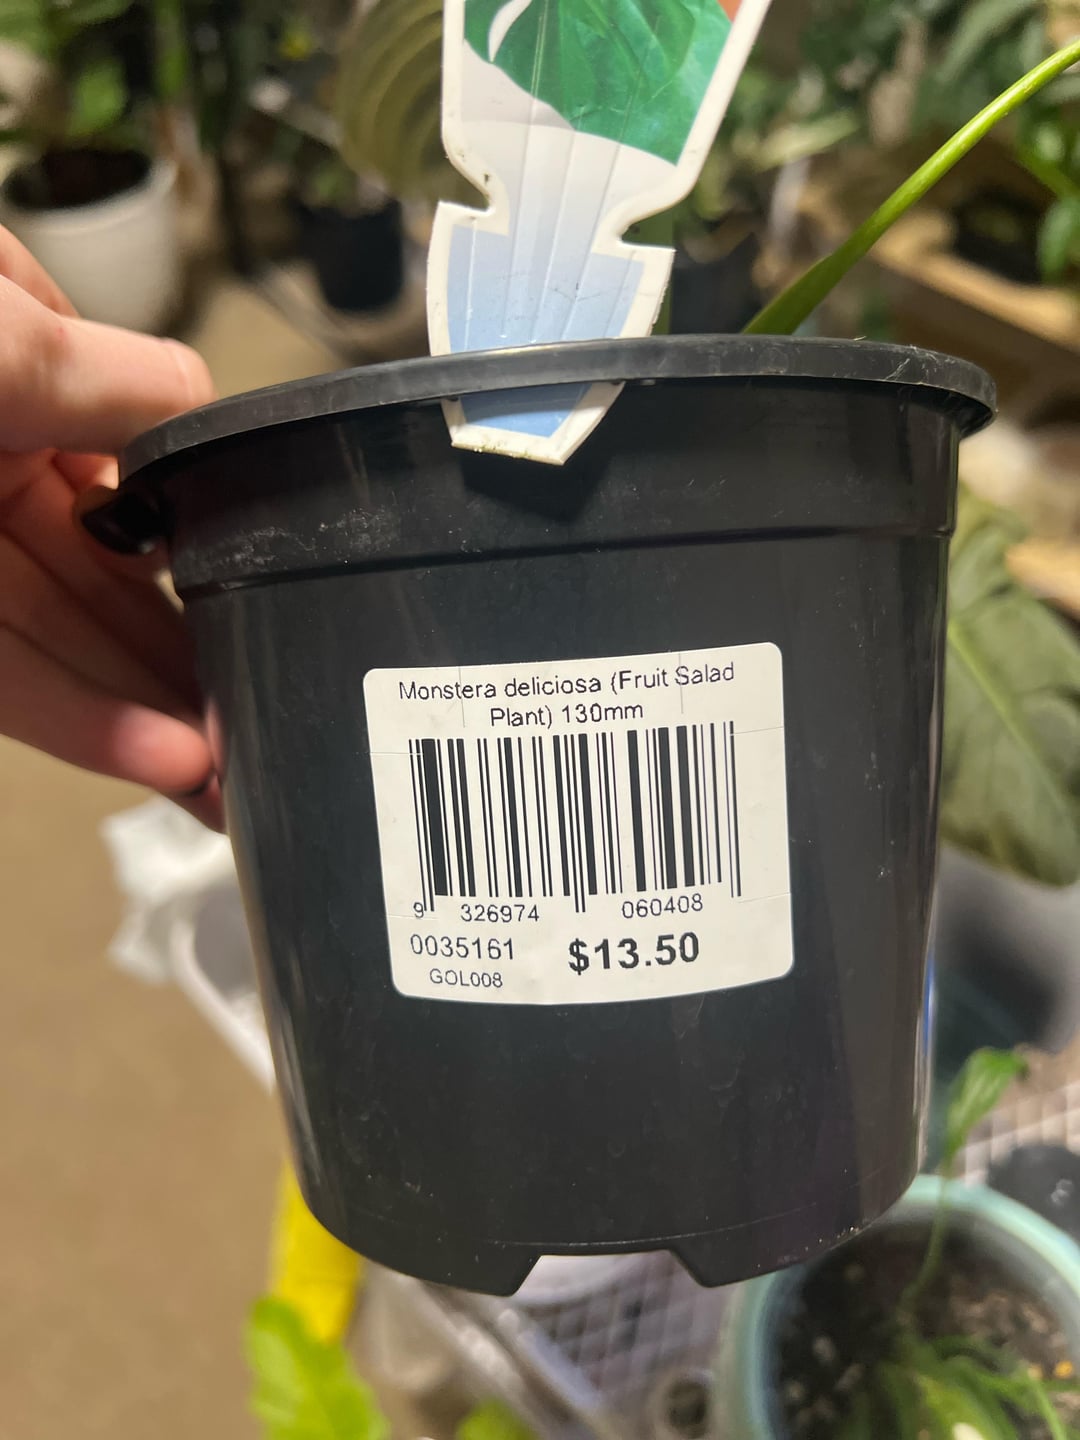 Monstera deliciosa (Fruit Salad
Plant) 130mm
9 326974 060408
0035161 $13.50
GOL008